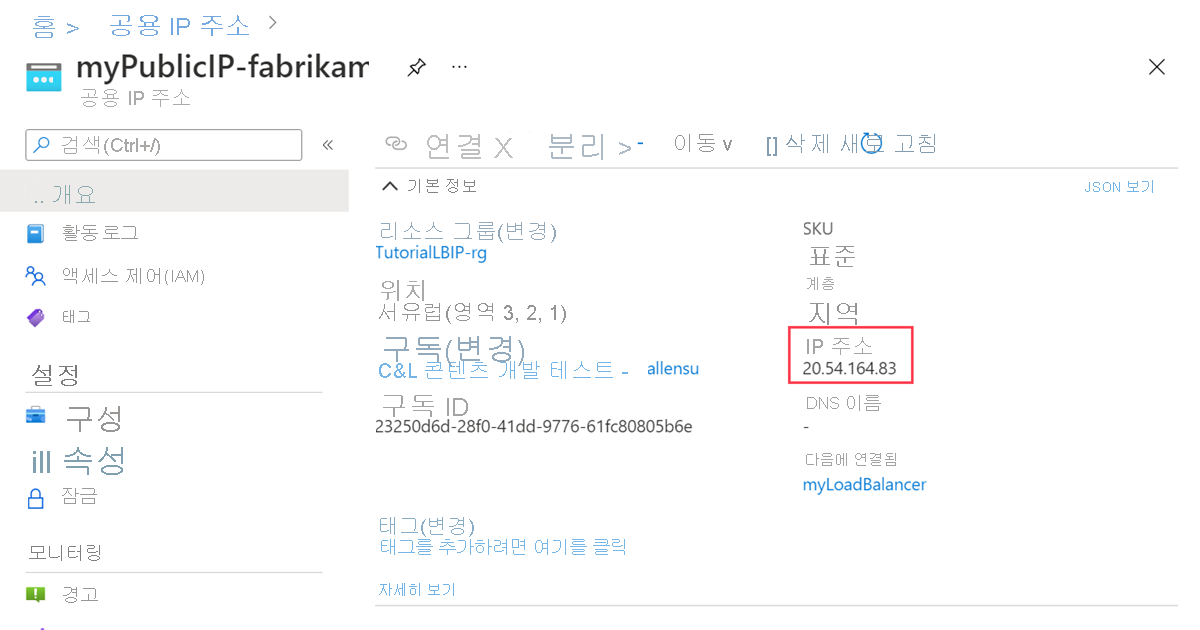 홈 > 공용 IP 주소 >
myPublicIP-fabrikam
공용 IP 주소
검색(Ctrl+/)
«
.. 개요
활동 로그
액세스 제어(IAM)
태그
설정
구성
ill 속성
잠금
모니터링
경고
연결 X 분리 >- 이동 v [] 삭제 새로 고침
기본 정보
JSON 보기
리소스 그룹(변경)
TutorialLBIP-rg
위치
서유럽(영역 3, 2, 1)
구독(변경)
C&L 콘텐츠 개발 테스트 - allensu
구독 ID
23250d6d-28f0-41dd-9776-61fc80805b6e
SKU
표준
계층
지역
IP 주소
20.54.164.83
DNS 이름
-
다음에 연결됨
myLoadBalancer
태그(변경)
태그를 추가하려면 여기를 클릭
자세히 보기